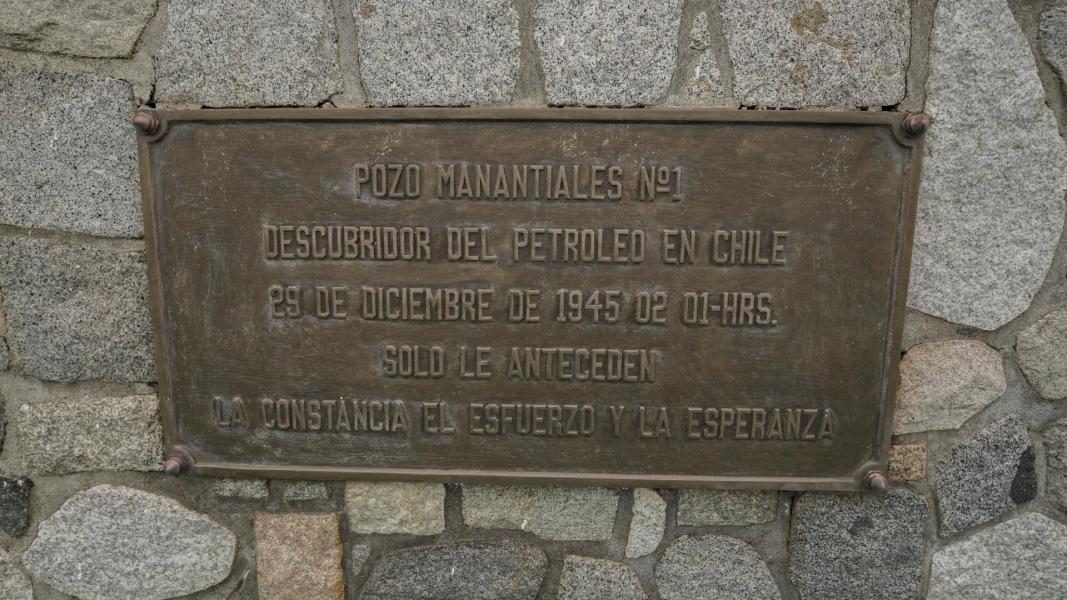 POZO MANANTIALES Nº1
DESCUBRIDOR DEL PETROLEO EN CHILE
29 DE DICIEMBRE DE 1945 02 01-HRS.
SOLO LE ANTECEDEN
LA CONSTANCIA EL ESFUERZO Y LA ESPERANZA